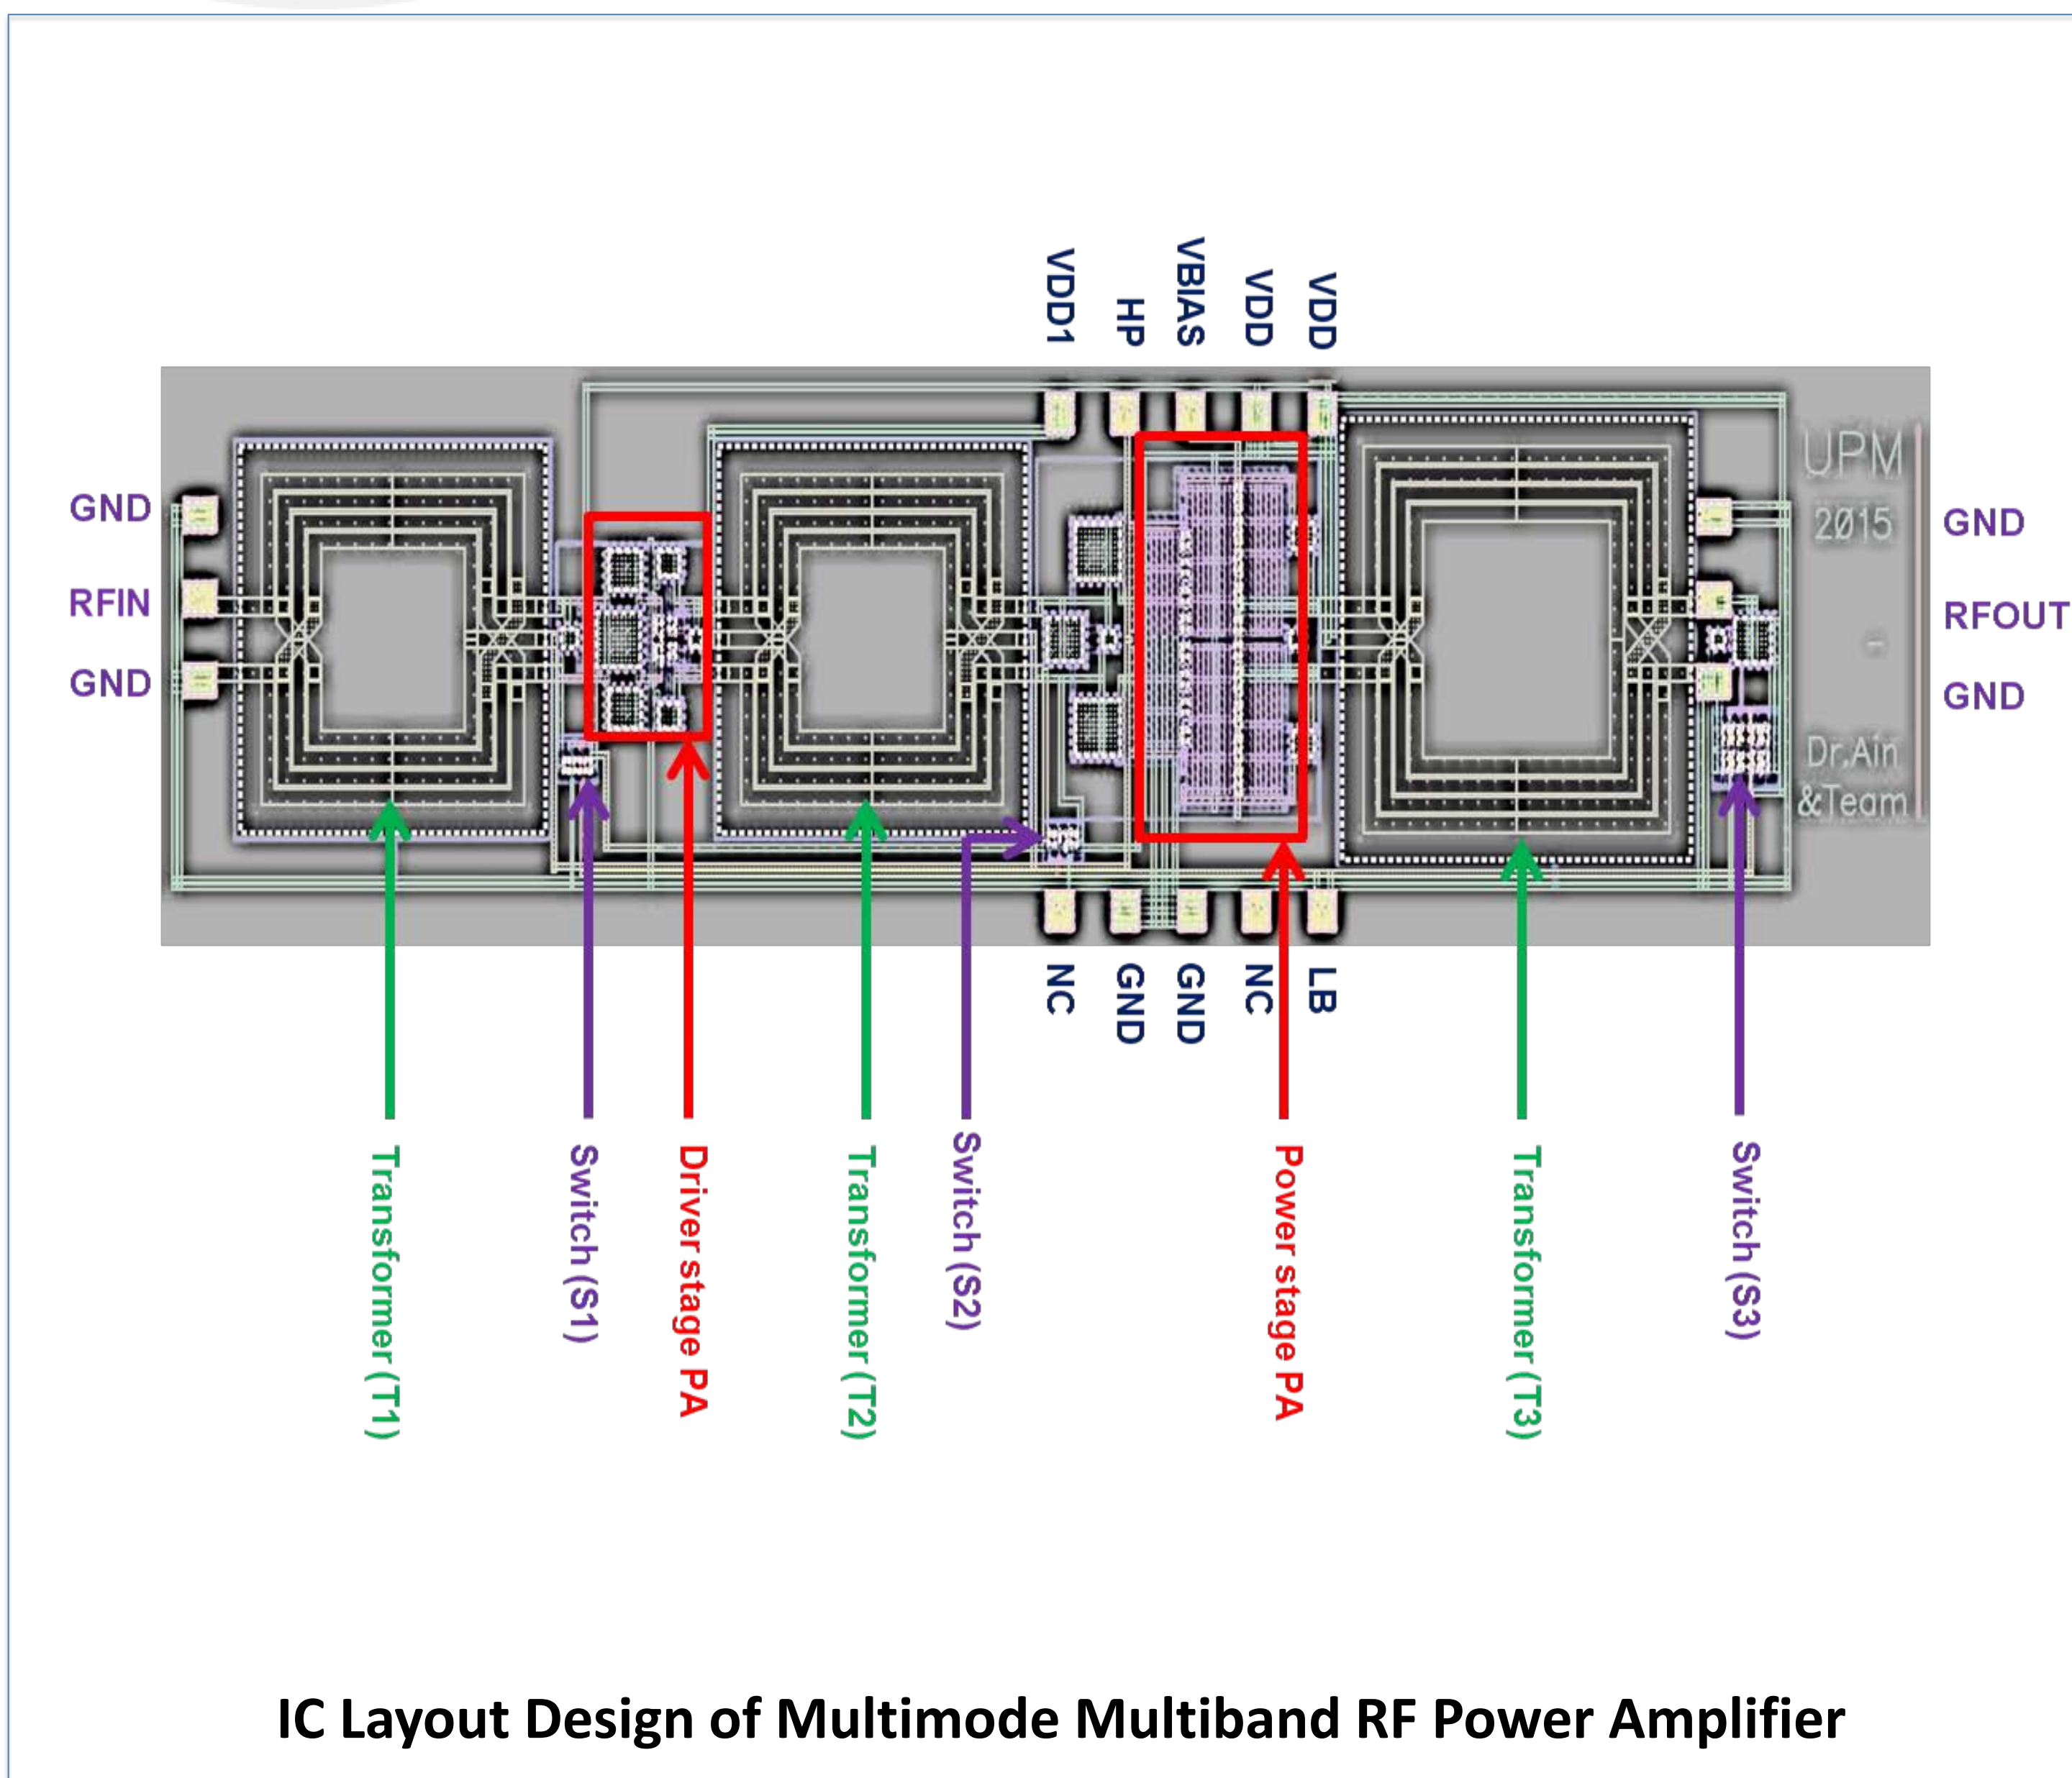 VDD1
HP
VBIAS
VDD
VDD
GND
RFIN
GND
UPM
2015
-
Dr,Ain
&Team
GND
RFOUT
GND
NC
GND
GND
NC
LB
Transformer (T1)
Switch (S1)
Driver stage PA
Transformer (T2)
Switch (S2)
Power stage PA
Transformer (T3)
Switch (S3)
IC Layout Design of Multimode Multiband RF Power Amplifier